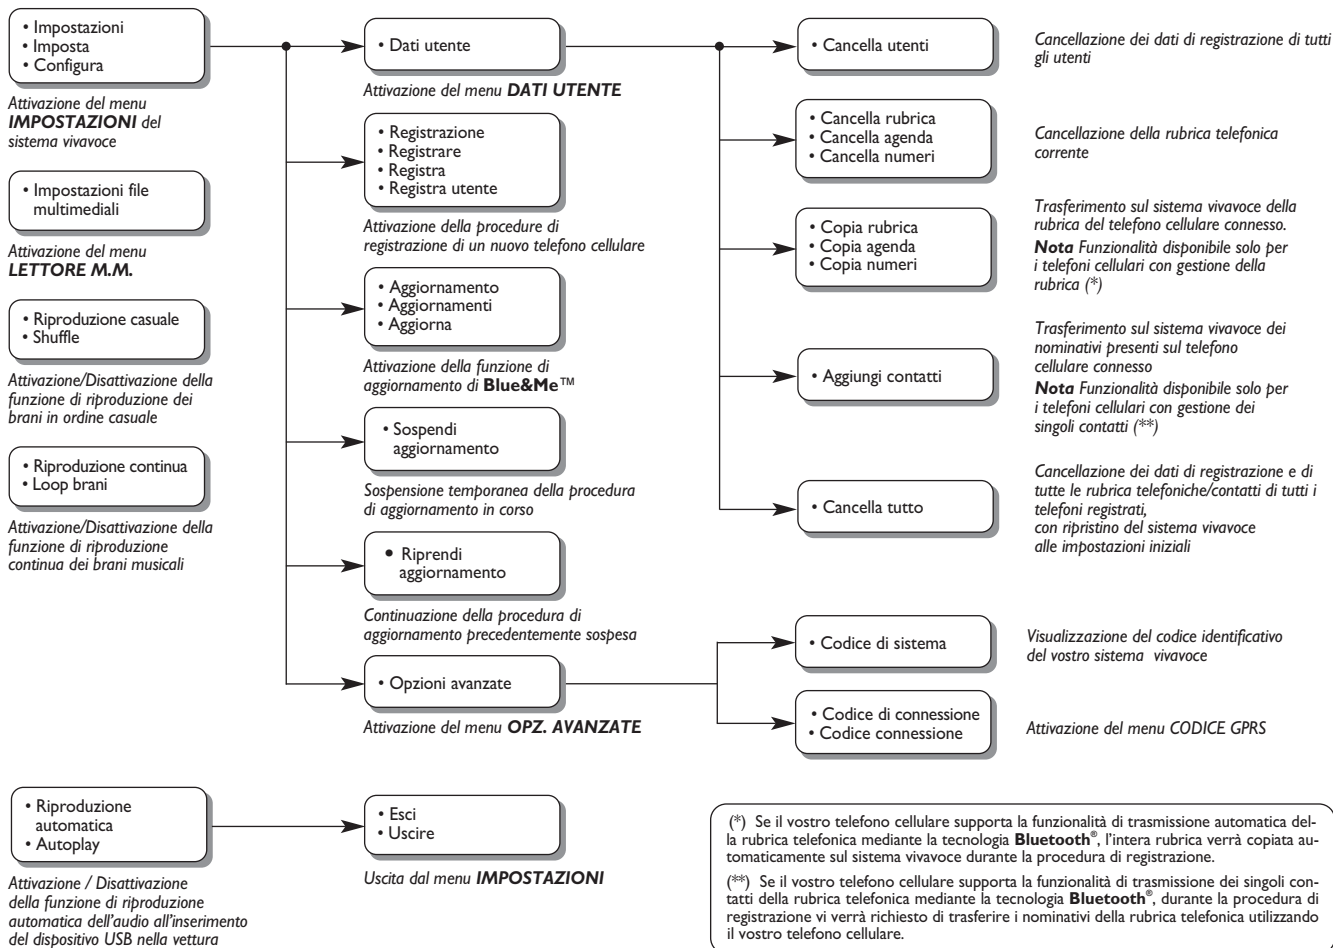 • Impostazioni
• Imposta
• Configura
Attivazione del menu
IMPOSTAZIONI del
sistema vivavoce
• Impostazioni file
multimediali
Attivazione del menu
LETTORE M.M.
• Riproduzione casuale
• Shuffle
Attivazione/Disattivazione della
funzione di riproduzione dei
brani in ordine casuale
• Riproduzione continua
• Loop brani
Attivazione/Disattivazione della
funzione di riproduzione
continua dei brani musicali
• Riproduzione
automatica
• Autoplay
Attivazione / Disattivazione
della funzione di riproduzione
automatica dell’audio all’inserimento
del dispositivo USB nella vettura
• Dati utente
Attivazione del menu DATI UTENTE
• Registrazione
• Registrare
• Registra
• Registra utente
Attivazione della procedure di
registrazione di un nuovo telefono cellulare
• Aggiornamento
• Aggiornamenti
• Aggiorna
Attivazione della funzione di
aggiornamento di Blue&Me™
• Sospendi
aggiornamento
Sospensione temporanea della procedura
di aggiornamento in corso
• Riprendi
aggiornamento
Continuazione della procedura di
aggiornamento precedentemente sospesa
• Opzioni avanzate
Attivazione del menu OPZ. AVANZATE
• Esci
• Uscire
Uscita dal menu IMPOSTAZIONI
• Cancella utenti
Cancellazione dei dati di registrazione di tutti
gli utenti
• Cancella rubrica
• Cancella agenda
• Cancella numeri
Cancellazione della rubrica telefonica
corrente
• Copia rubrica
• Copia agenda
• Copia numeri
Trasferimento sul sistema vivavoce della
rubrica del telefono cellulare connesso.
Nota Funzionalità disponibile solo per
i telefoni cellulari con gestione della
rubrica (*)
• Aggiungi contatti
Trasferimento sul sistema vivavoce dei
nominativi presenti sul telefono
cellulare connesso
Nota Funzionalità disponibile solo per
i telefoni cellulari con gestione dei
singoli contatti (**)
• Cancella tutto
Cancellazione dei dati di registrazione e di
tutte le rubrica telefoniche/contatti di tutti i
telefoni registrati,
con ripristino del sistema vivavoce
alle impostazioni iniziali
• Codice di sistema
Visualizzazione del codice identificativo
del vostro sistema vivavoce
• Codice di connessione
• Codice connessione
Attivazione del menu CODICE GPRS
(*) Se il vostro telefono cellulare supporta la funzionalità di trasmissione automatica del-
la rubrica telefonica mediante la tecnologia Bluetooth®, l’intera rubrica verrà copiata au-
tomaticamente sul sistema vivavoce durante la procedura di registrazione.
(**) Se il vostro telefono cellulare supporta la funzionalità di trasmissione dei singoli con-
tatti della rubrica telefonica mediante la tecnologia Bluetooth®, durante la procedura di
registrazione vi verrà richiesto di trasferire i nominativi della rubrica telefonica utilizzando
il vostro telefono cellulare.